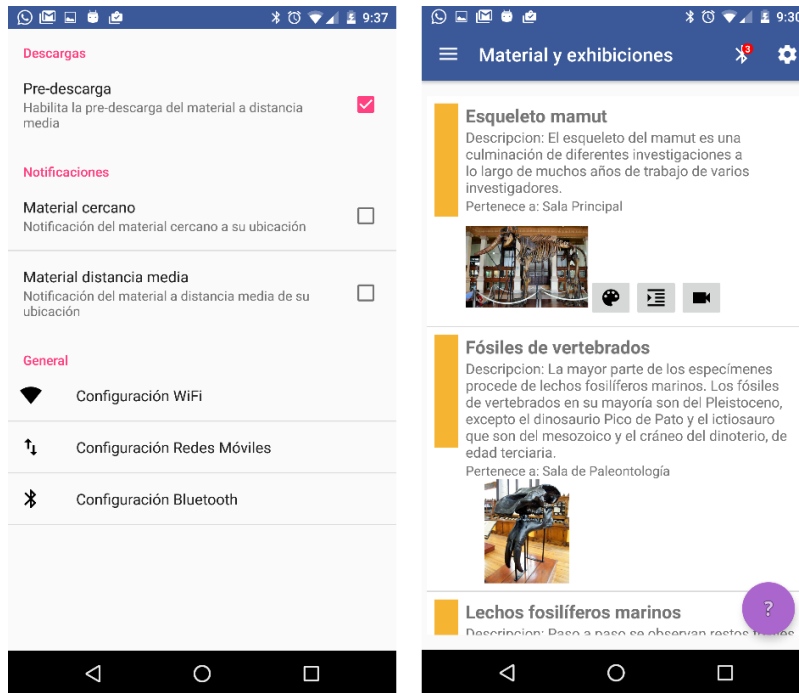 9:37
Descargas
Pre-descarga
Habilita la pre-descarga del material a distancia
media
Notificaciones
Material cercano
Notificación del material cercano a su ubicación
Material distancia media
Notificación del material a distancia media de su
ubicación
General
Configuración WiFi
Configuración Redes Móviles
Configuración Bluetooth
9:30
Material y exhibiciones
3
Esqueleto mamut
Descripcion: El esqueleto del mamut es una
culminación de diferentes investigaciones a
lo largo de muchos años de trabajo de varios
investigadores.
Pertenece a: Sala Principal
Fósiles de vertebrados
Descripcion: La mayor parte de los especímenes
procede de lechos fosilíferos marinos. Los fósiles
de vertebrados en su mayoría son del Pleistoceno,
excepto el dinosaurio Pico de Pato y el ictiosauro
que son del mesozoico y el cráneo del dinoterio, de
edad terciaria.
Pertenece a: Sala de Paleontología
Lechos fosilíferos marinos
?
Descripcion: Paso a paso se observan restos